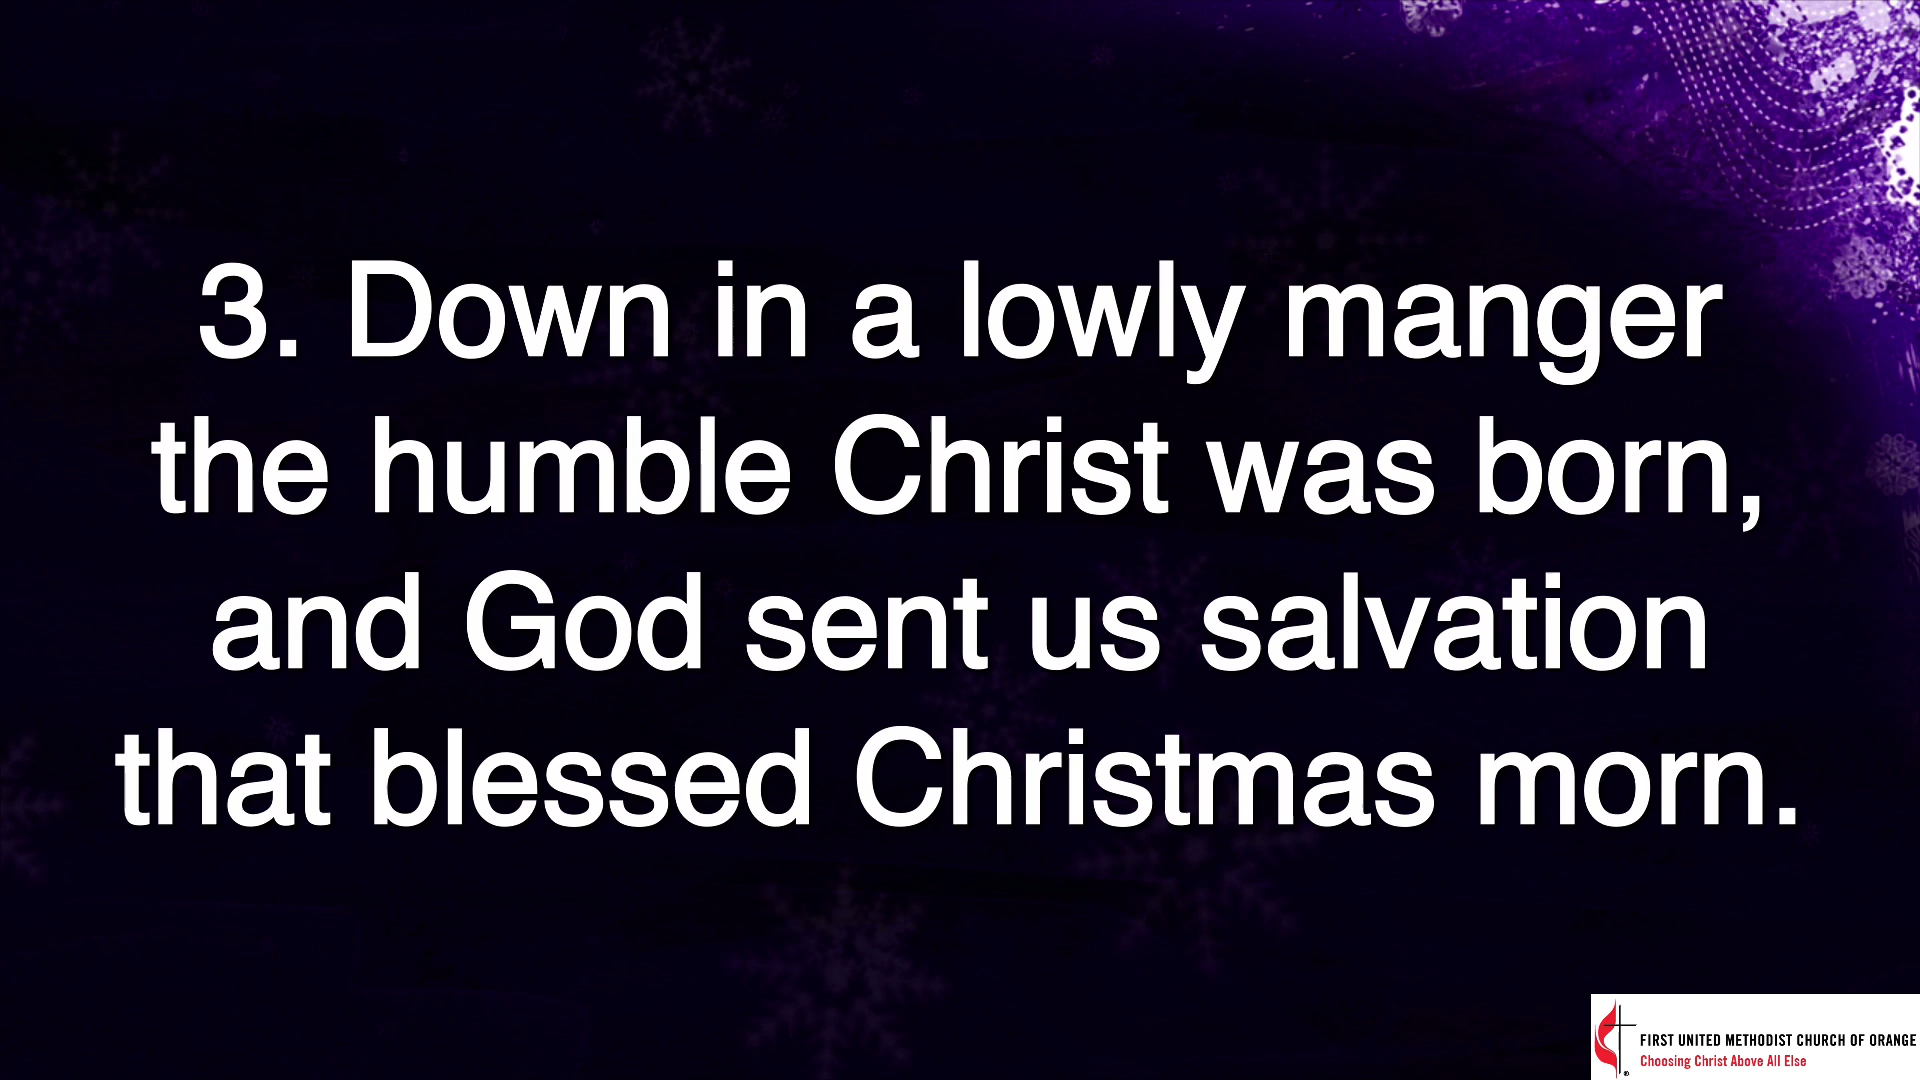 3. Down in a lowly manger
the humble Christ was born,
and God sent us salvation
that blessed Christmas morn.
FIRST UNITED METHODIST CHURCH OF ORANGE
Choosing Christ Above All Else
®